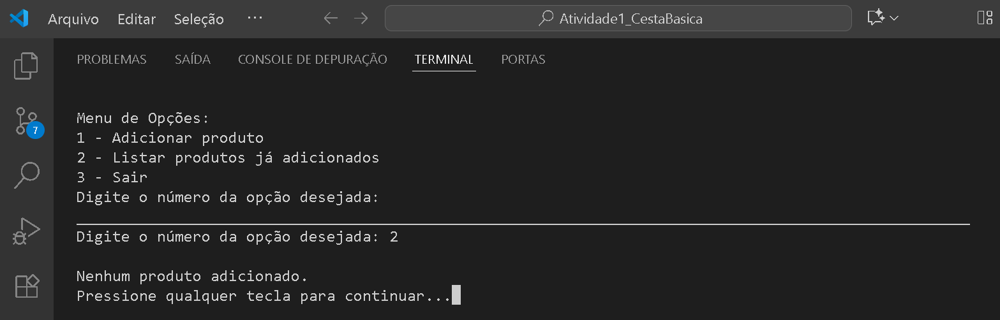 Arquivo Editar Seleção ... Atividade1_CestaBasica
PROBLEMAS SAÍDA CONSOLE DE DEPURAÇÃO TERMINAL PORTAS
7
Menu de Opções:
1 - Adicionar produto
2 - Listar produtos já adicionados
3 - Sair
Digite o número da opção desejada:
Digite o número da opção desejada: 2
Nenhum produto adicionado.
Pressione qualquer tecla para continuar...